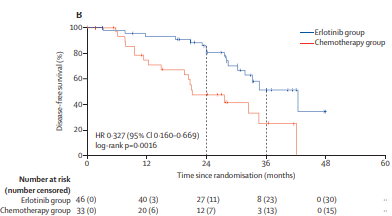 B
100
80
60
40
20
0
Disease-free survival (%)
Erlotinib group
Chemotherapy group
HR 0·327 (95% CI 0·160–0·669)
log-rank p=0·0016
0 12 24 36 48 60
Time since randomisation (months)
Number at risk
(number censored)
Erlotinib group 46 (0) 40 (3) 27 (11) 8 (23) 0 (30) ··
Chemotherapy group 33 (0) 20 (6) 12 (7) 3 (13) 0 (15) ··